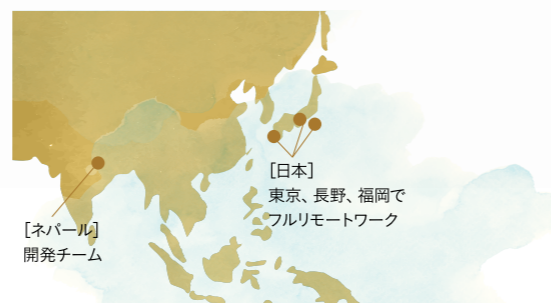 [日本]
東京、長野、福岡で
フルリモートワーク
[ネパール]
開発チーム